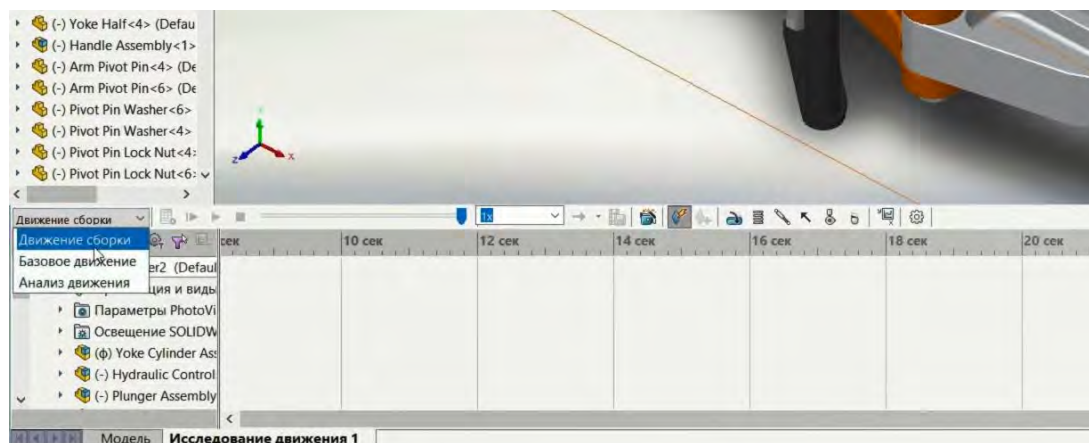 (-) Yoke Half<4> (Defau
(-) Handle Assembly<1>
(-) Arm Pivot Pin<4> (De
(-) Arm Pivot Pin<6> (De
(-) Pivot Pin Washer<6>
(-) Pivot Pin Washer<4>
(-) Pivot Pin Lock Nut<4:
(-) Pivot Pin Lock Nut<6:
z x
Движение сборки 1x
Движение сборки
Базовое движение
Анализ движения
сек 10 сек 12 сек 14 сек 16 сек 18 сек 20 сек
er2 (Defaul
ция и виды
Параметры PhotoVi
Освещение SOLIDW
(ф) Yoke Cylinder Ass
(-) Hydraulic Control
(-) Plunger Assembly
Модель Исследование движения 1